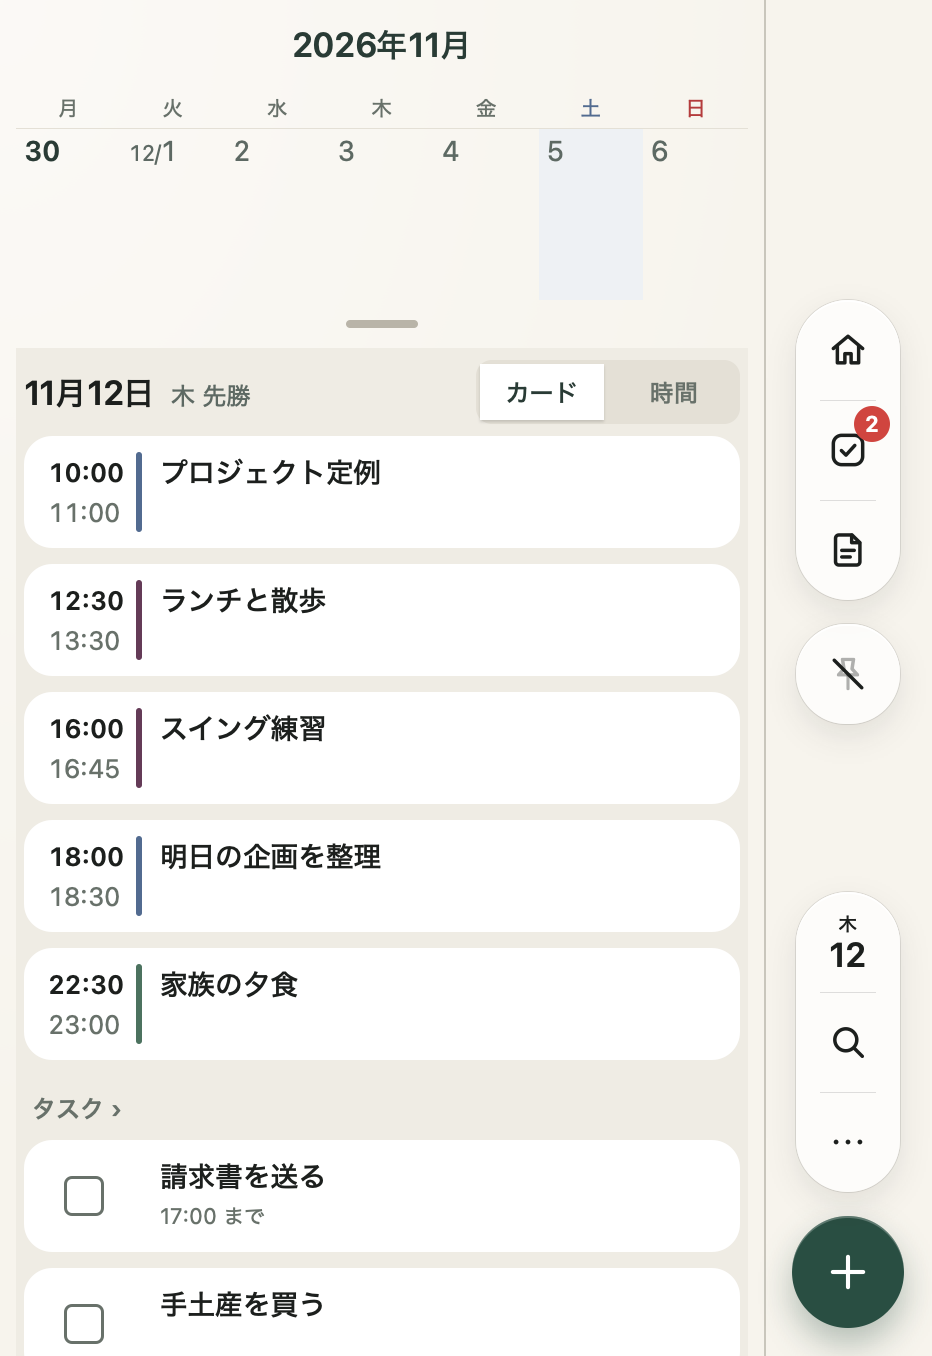 2026年11月
月 火 水 木 金 土 日
30 12/1 2 3 4 5 6
11月12日 木 先勝 カード 時間
10:00 プロジェクト定例
11:00
12:30 ランチと散歩
13:30
16:00 スイング練習
16:45
18:00 明日の企画を整理
18:30
22:30 家族の夕食
23:00
タスク ›
請求書を送る
17:00 まで
手土産を買う
2
木
12